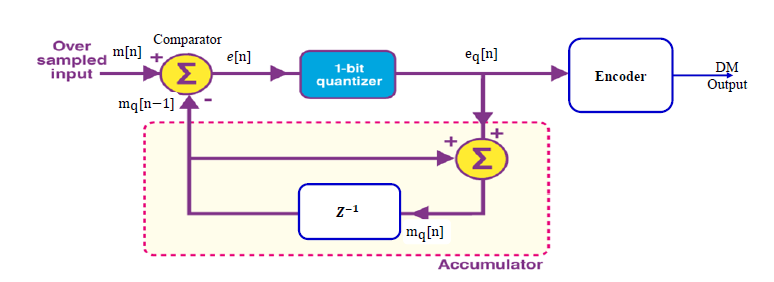 Over
sampled
input
m[n]
+
Comparator
Σ
e[n]
1-bit
quantizer
eq[n]
Encoder
DM
Output
mq[n−1]
-
+
+
Σ
Z−1
mq[n]
Accumulator